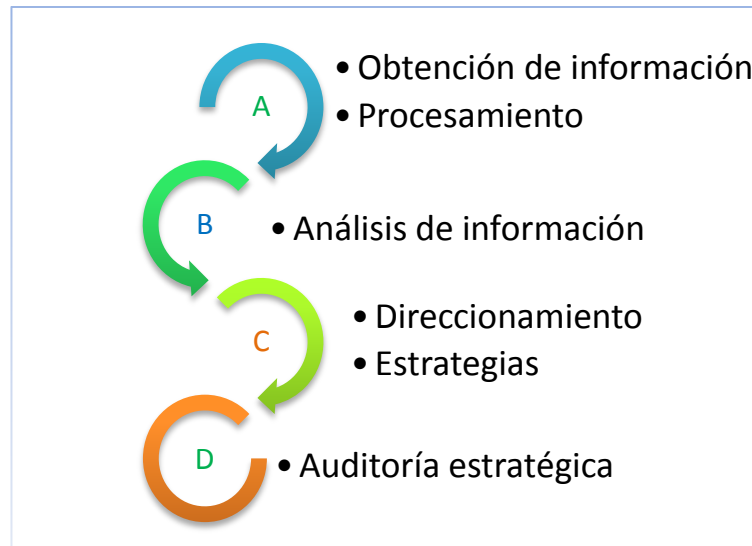 A
• Obtención de información
• Procesamiento
B
• Análisis de información
C
• Direccionamiento
• Estrategias
D
• Auditoría estratégica